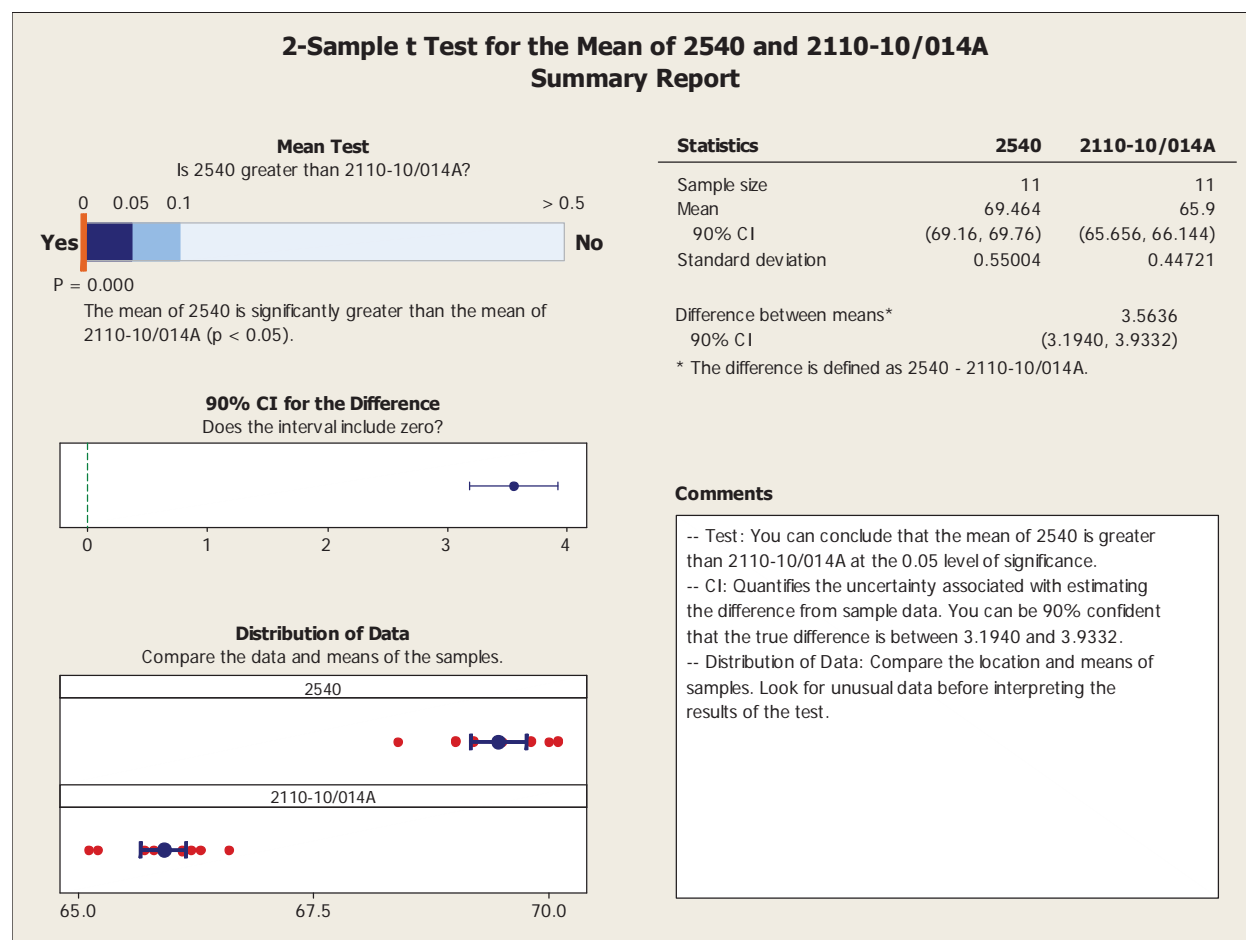 2-Sample t Test for the Mean of 2540 and 2110-10/014A
Summary Report
Mean Test
Is 2540 greater than 2110-10/014A?
0 0.05 0.1 > 0.5
Yes No
P = 0.000
The mean of 2540 is significantly greater than the mean of
2110-10/014A (p < 0.05).
90% CI for the Difference
Does the interval include zero?
0 1 2 3 4
Distribution of Data
Compare the data and means of the samples.
2540
2110-10/014A
65.0 67.5 70.0
Statistics 2540 2110-10/014A
Sample size 11 11
Mean 69.464 65.9
90% CI (69.16, 69.76) (65.656, 66.144)
Standard deviation 0.55004 0.44721
Difference between means* 3.5636
90% CI (3.1940, 3.9332)
* The difference is defined as 2540 - 2110-10/014A.
Comments
-- Test: You can conclude that the mean of 2540 is greater
than 2110-10/014A at the 0.05 level of significance.
-- CI: Quantifies the uncertainty associated with estimating
the difference from sample data. You can be 90% confident
that the true difference is between 3.1940 and 3.9332.
-- Distribution of Data: Compare the location and means of
samples. Look for unusual data before interpreting the
results of the test.